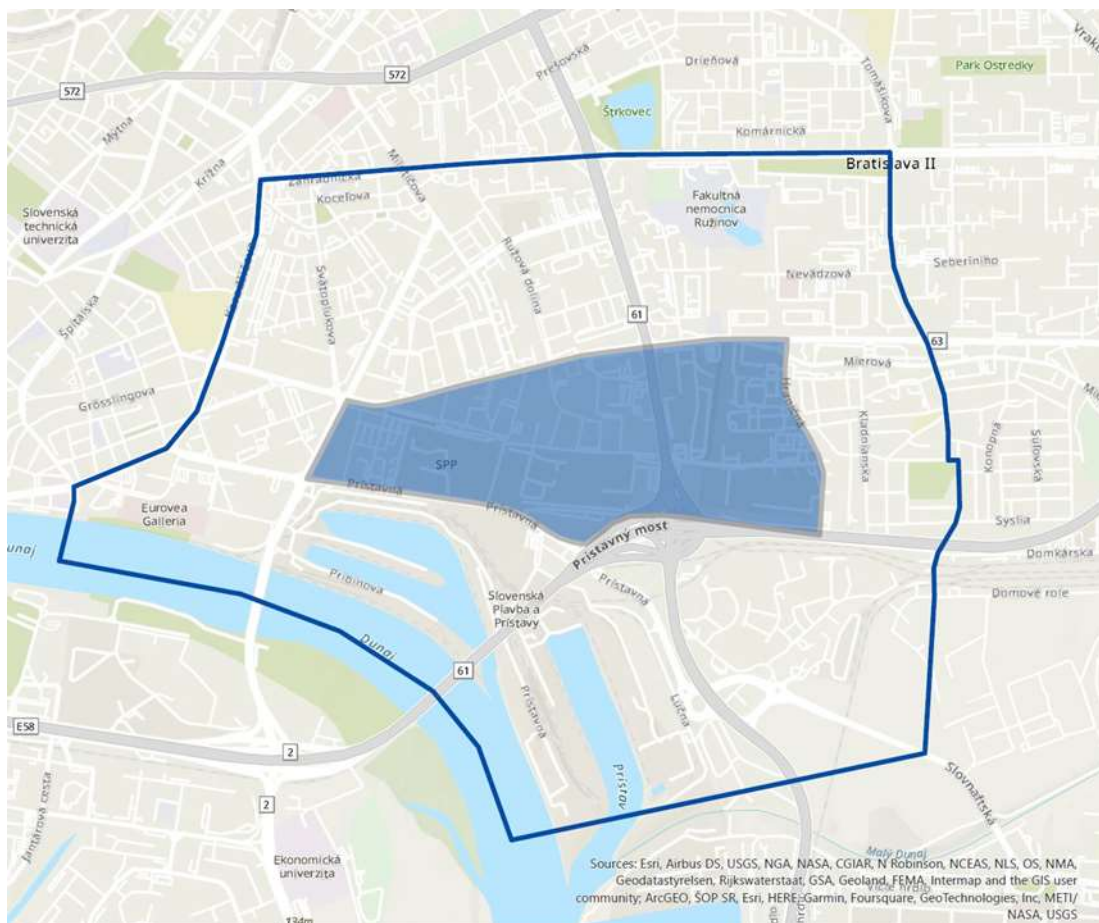 572
572
Prešovská
Drieňová
Tomášikova
Park Ostredky
Štrkovec
Mýtna
Komárnická
Bratislava II
Krížna
Záhradnícka
Miletičova
Koceľova
Fakultná
nemocnica
Ružinov
Slovenská
technická
univerzita
Ružová dolina
Svätoplukova
Nevädzová
Seberíniho
Špitálska
61
63
Mierová
Grösslingova
Hraničná
Kladnianska
Konopná
Súľovská
SPP
Prístavná
Prístavná
Eurovea
Galleria
Prístavný most
Syslia
Dunaj
Domkárska
Pribinova
Prístavná
Slovenská
Plavba a
Prístavy
Domové role
Dunaj
61
Prístavná
Lúčna
E58
2
Prístav
Slovnaftská
2
Jantárová cesta
Ekonomická
univerzita
Malý Dunaj
134m
Sources: Esri, Airbus DS, USGS, NGA, NASA, CGIAR, N Robinson, NCEAS, NLS, OS, NMA,
Geodatastyrelsen, Rijkswaterstaat, GSA, Geoland, FEMA, Intermap and the GIS user
community; ArcGEO, ŠOP SR, Esri, HERE, Garmin, Foursquare, GeoTechnologies, Inc, METI/
NASA, USGS